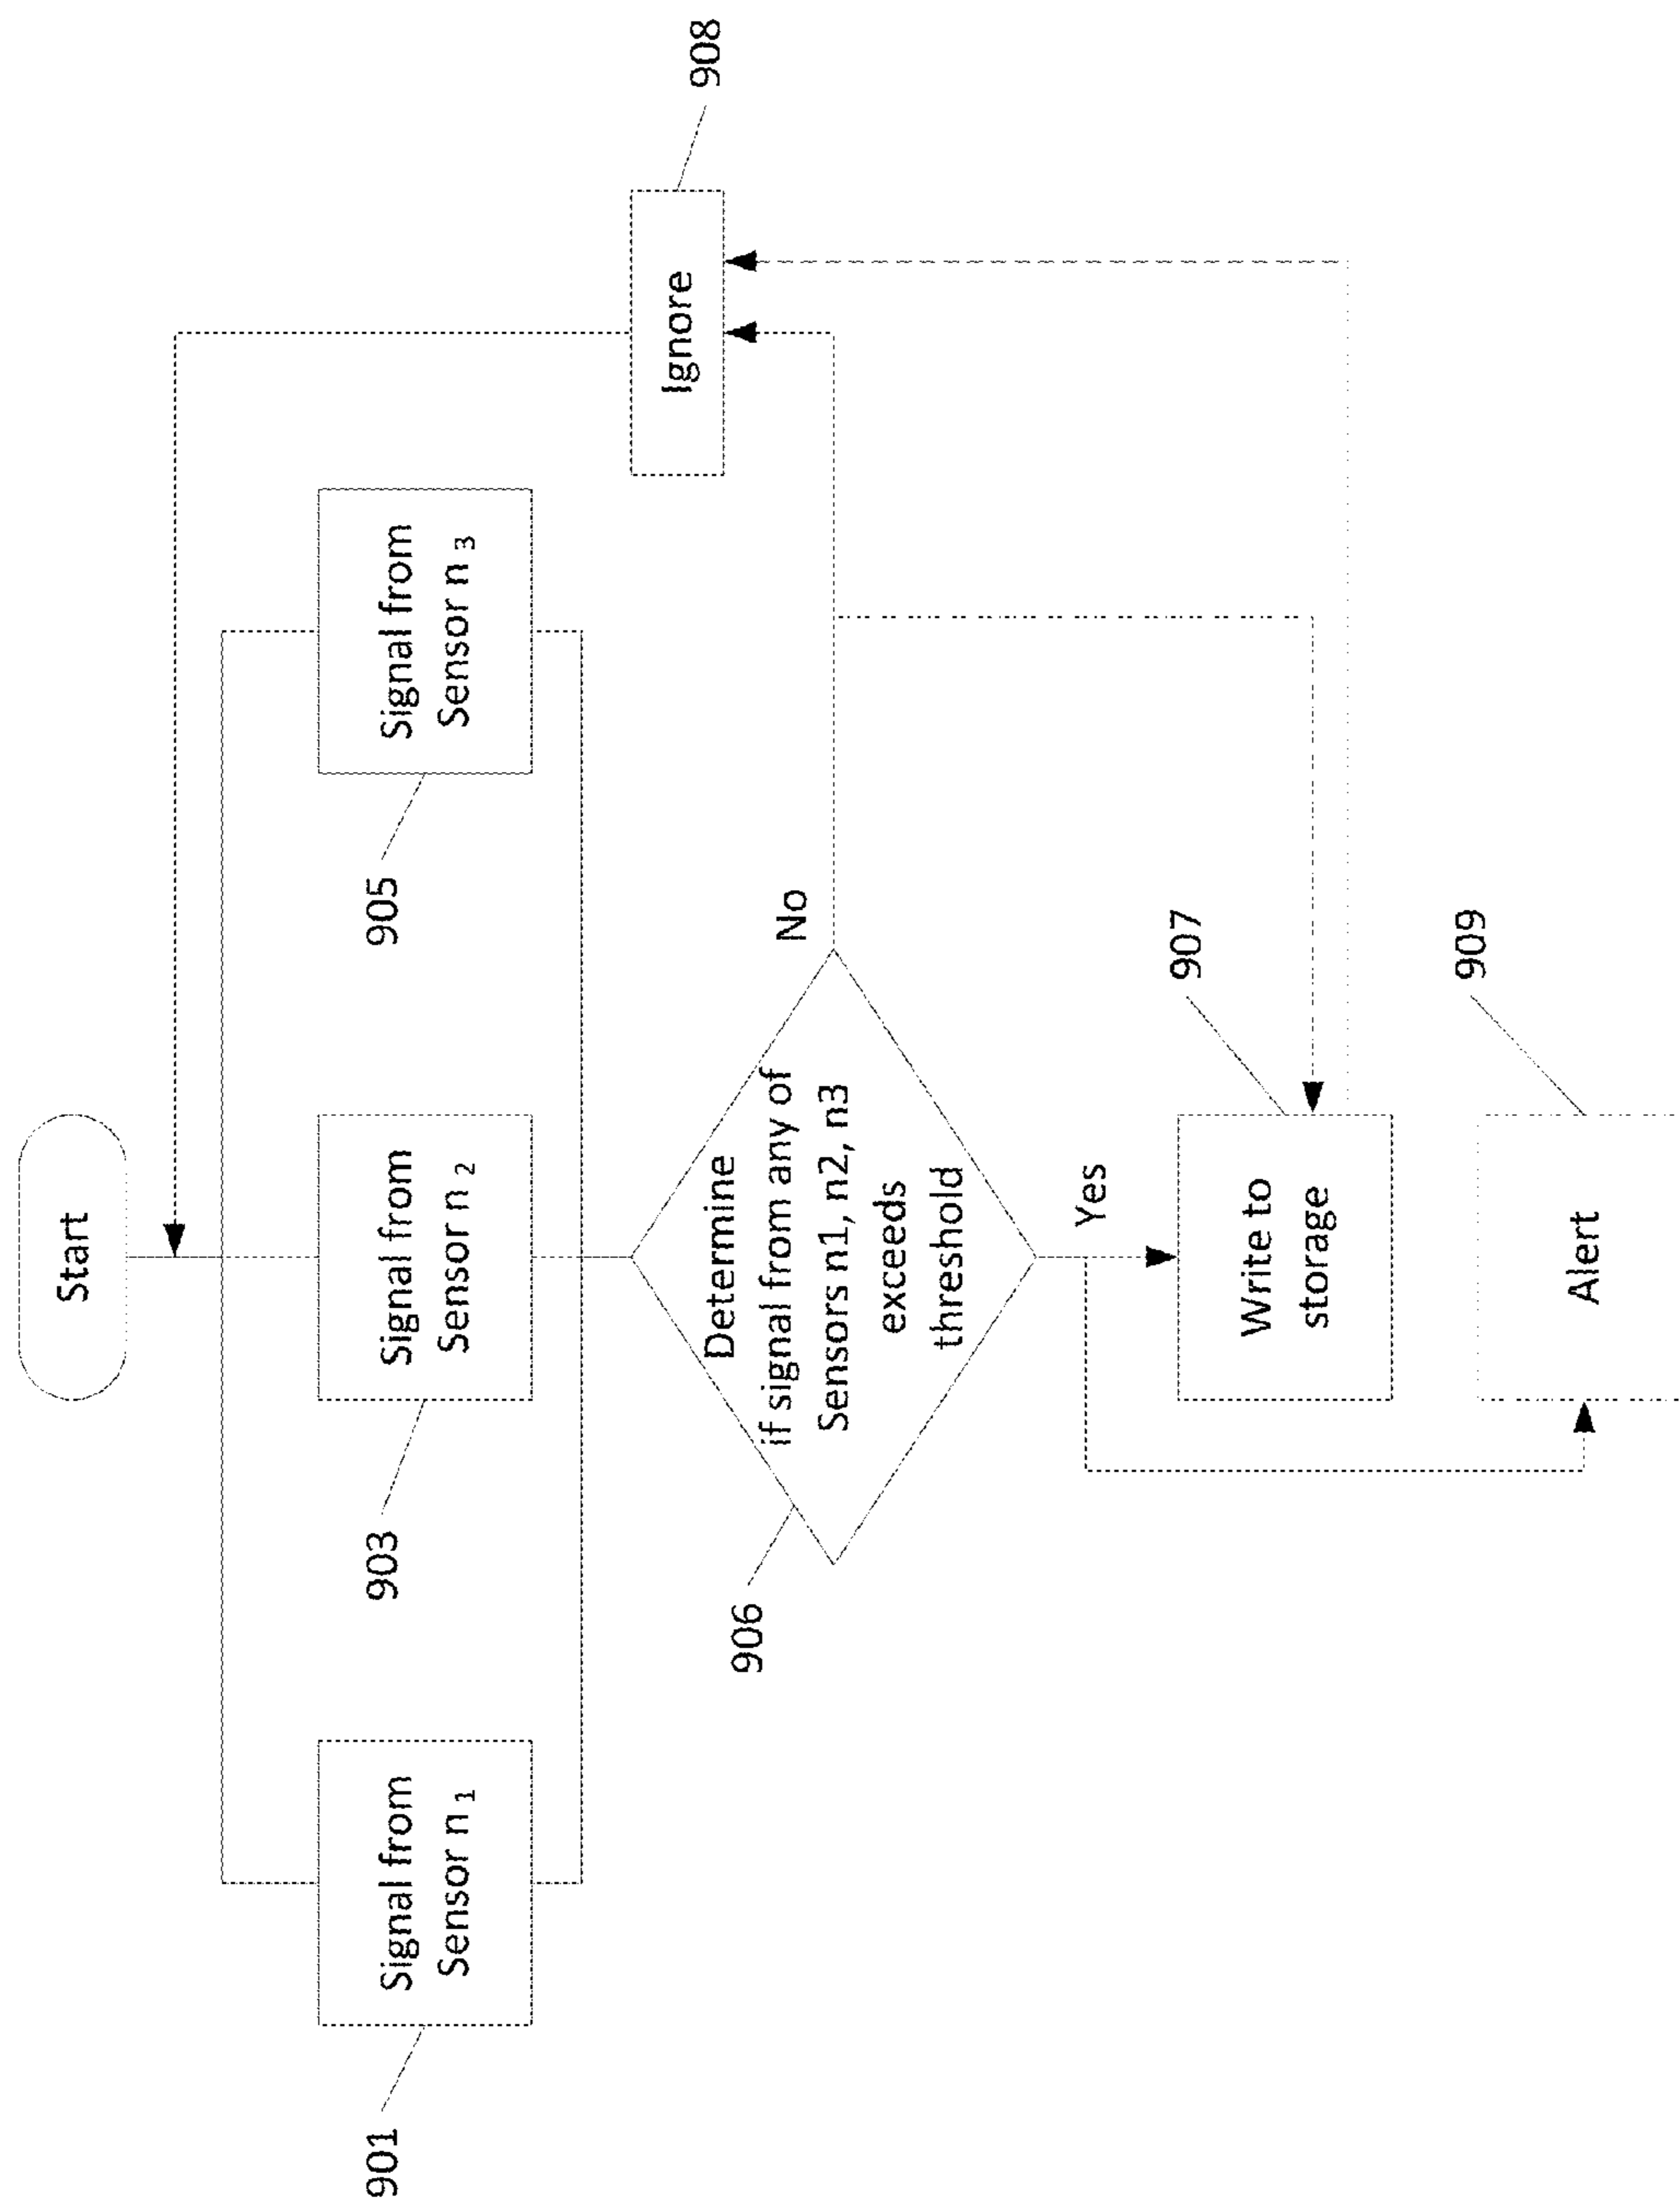 Start
901
Signal from
Sensor n 1
903
Signal from
Sensor n 2
905
Signal from
Sensor n 3
906
Determine
if signal from any of
Sensors n1, n2, n3
exceeds
threshold
No
Ignore
908
Yes
Write to
storage
907
Alert
909